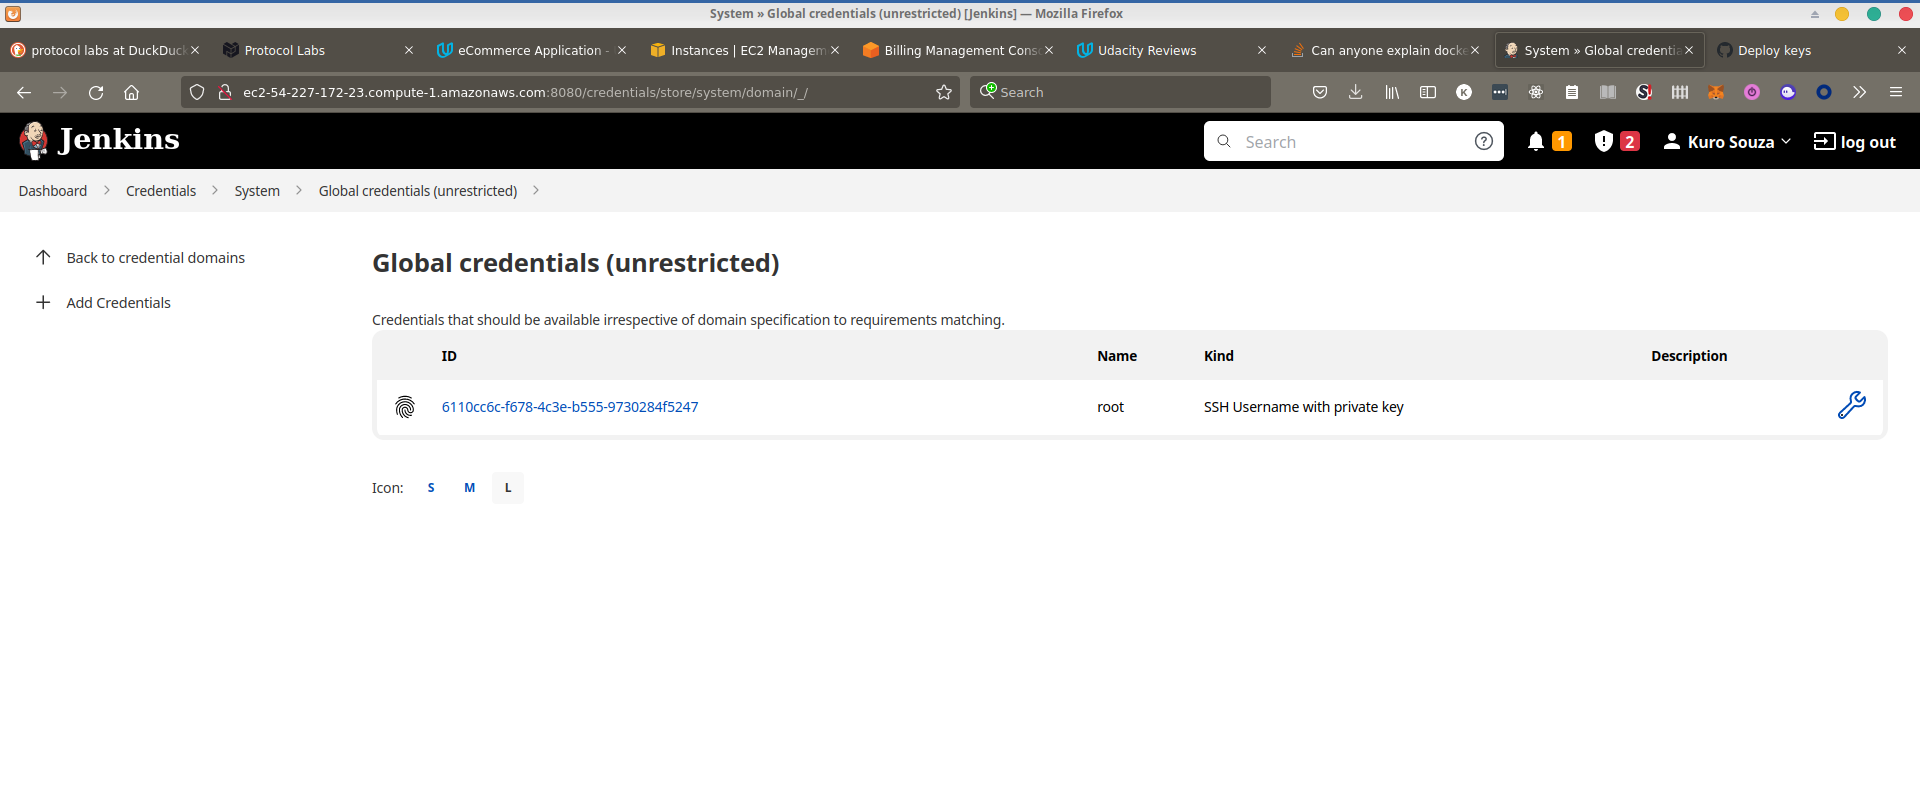 System » Global credentials (unrestricted) [Jenkins] — Mozilla Firefox
protocol labs at DuckDuck
Protocol Labs
eCommerce Application -
Instances | EC2 Managem
Billing Management Conso
Udacity Reviews
Can anyone explain docke
System » Global credentia
Deploy keys
ec2-54-227-172-23.compute-1.amazonaws.com:8080/credentials/store/system/domain/_/
Search
Jenkins
Search
1
2
Kuro Souza
log out
Dashboard
Credentials
System
Global credentials (unrestricted)
Back to credential domains
Add Credentials
Global credentials (unrestricted)
Credentials that should be available irrespective of domain specification to requirements matching.
ID Name Kind Description
6110cc6c-f678-4c3e-b555-9730284f5247 root SSH Username with private key
Icon: S M L